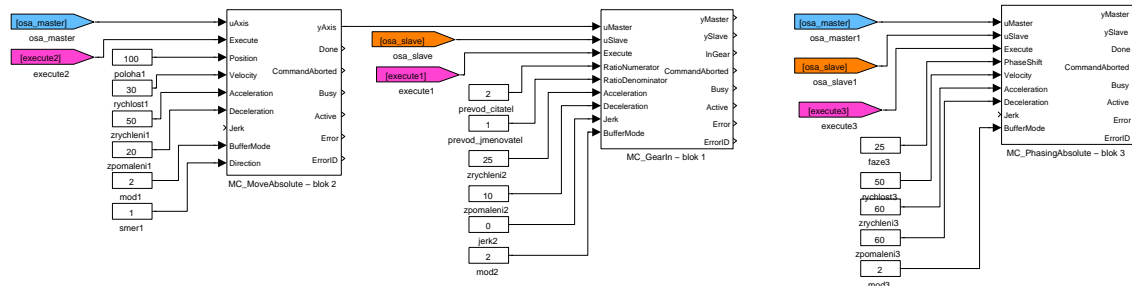 [osa_master]
osa_master
[execute2]
execute2
100
poloha1
30
rychlost1
50
zrychleni1
20
zpomaleni1
2
mod1
1
smer1
uAxis
Execute
Position
Velocity
Acceleration
Deceleration
Jerk
BufferMode
Direction
yAxis
Done
CommandAborted
Busy
Active
Error
ErrorID
MC_MoveAbsolute – blok 2
[osa_slave]
osa_slave
[execute1]
execute1
2
prevod_citatel
1
prevod_jmenovatel
25
zrychleni2
10
zpomaleni2
0
jerk2
2
mod2
uMaster
uSlave
Execute
RatioNumerator
RatioDenominator
Acceleration
Deceleration
Jerk
BufferMode
yMaster
ySlave
InGear
CommandAborted
Busy
Active
Error
ErrorID
MC_GearIn – blok 1
[osa_master]
osa_master1
[osa_slave]
osa_slave1
[execute3]
execute3
25
faze3
50
rychlost3
60
zrychleni3
60
zpomaleni3
2
mod3
uMaster
uSlave
Execute
PhaseShift
Velocity
Acceleration
Deceleration
Jerk
BufferMode
yMaster
ySlave
Done
CommandAborted
Busy
Active
Error
ErrorID
MC_PhasingAbsolute – blok 3